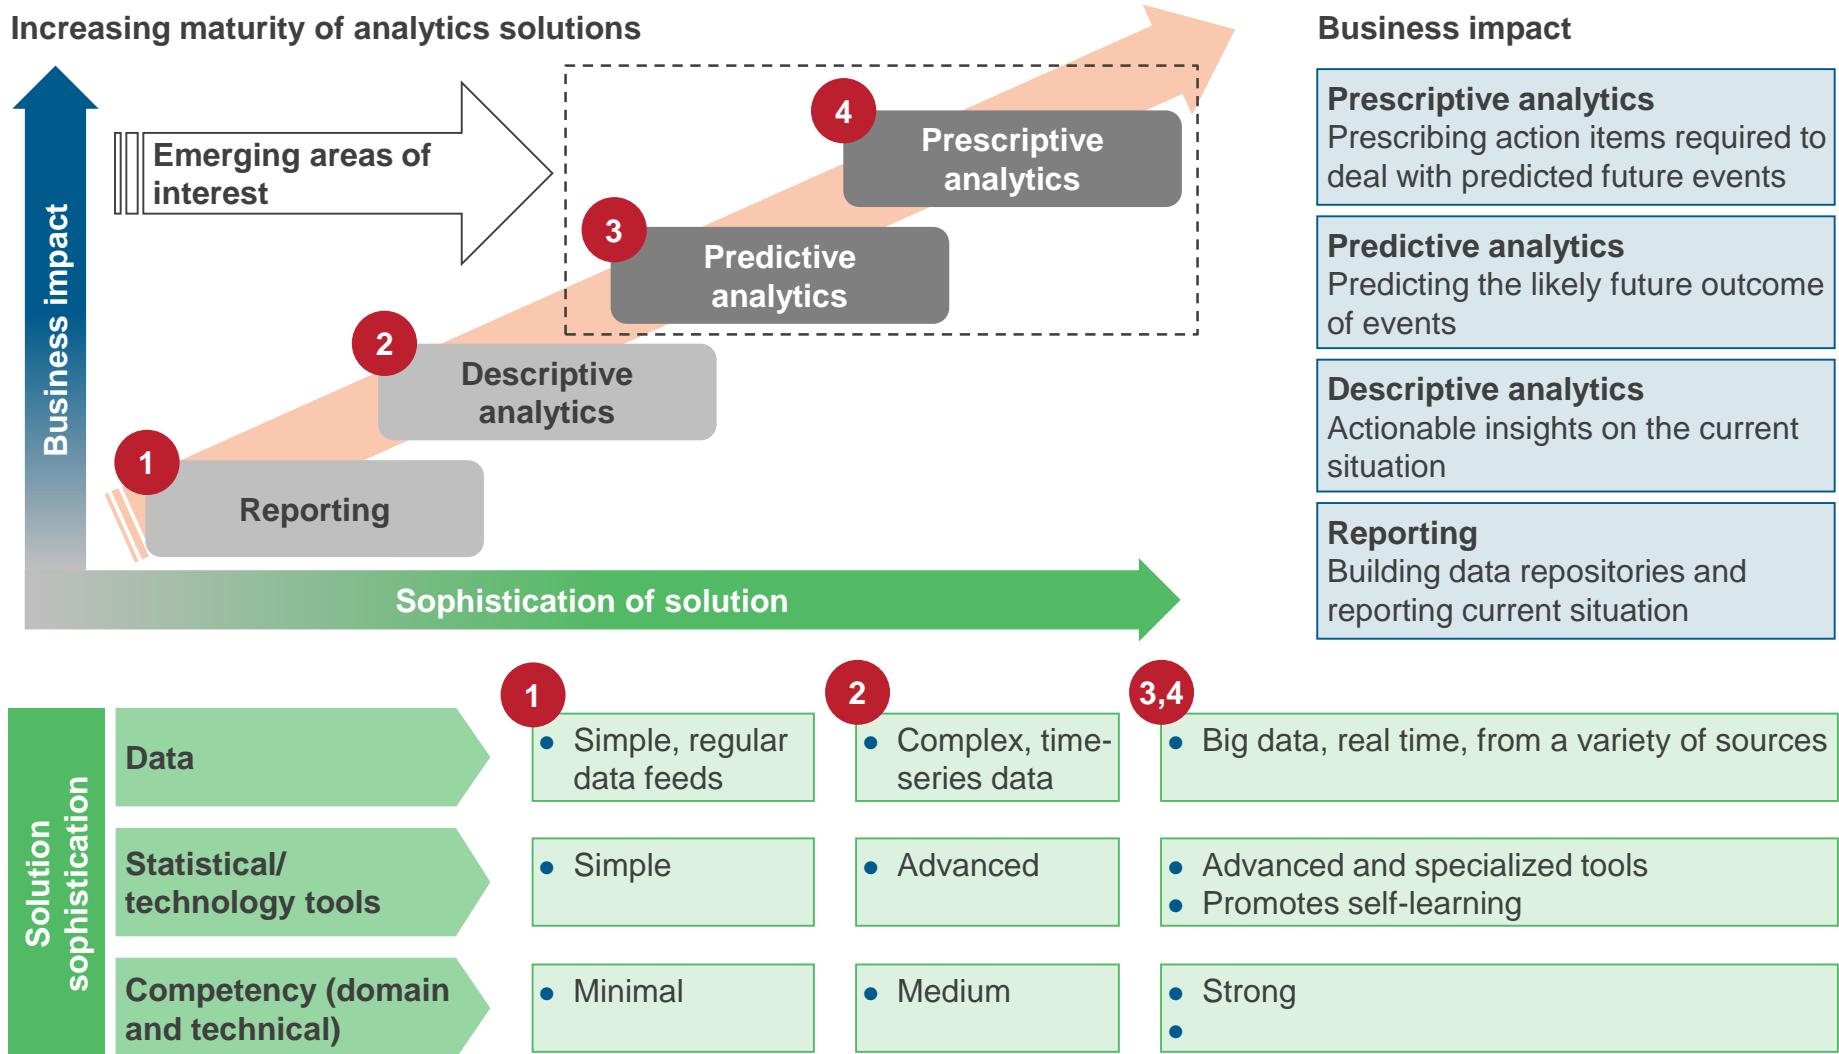 Increasing maturity of analytics solutions
Business impact
Emerging areas of
interest
4
Prescriptive
analytics
3
Predictive
analytics
2
Descriptive
analytics
1
Reporting
Business impact
Sophistication of solution
Prescriptive analytics
Prescribing action items required to
deal with predicted future events
Predictive analytics
Predicting the likely future outcome
of events
Descriptive analytics
Actionable insights on the current
situation
Reporting
Building data repositories and
reporting current situation
Solution
sophistication
1
2
3,4
Data
• Simple, regular
data feeds
• Complex, time-
series data
• Big data, real time, from a variety of sources
Statistical/
technology tools
• Simple
• Advanced
• Advanced and specialized tools
• Promotes self-learning
Competency (domain
and technical)
• Minimal
• Medium
• Strong
•